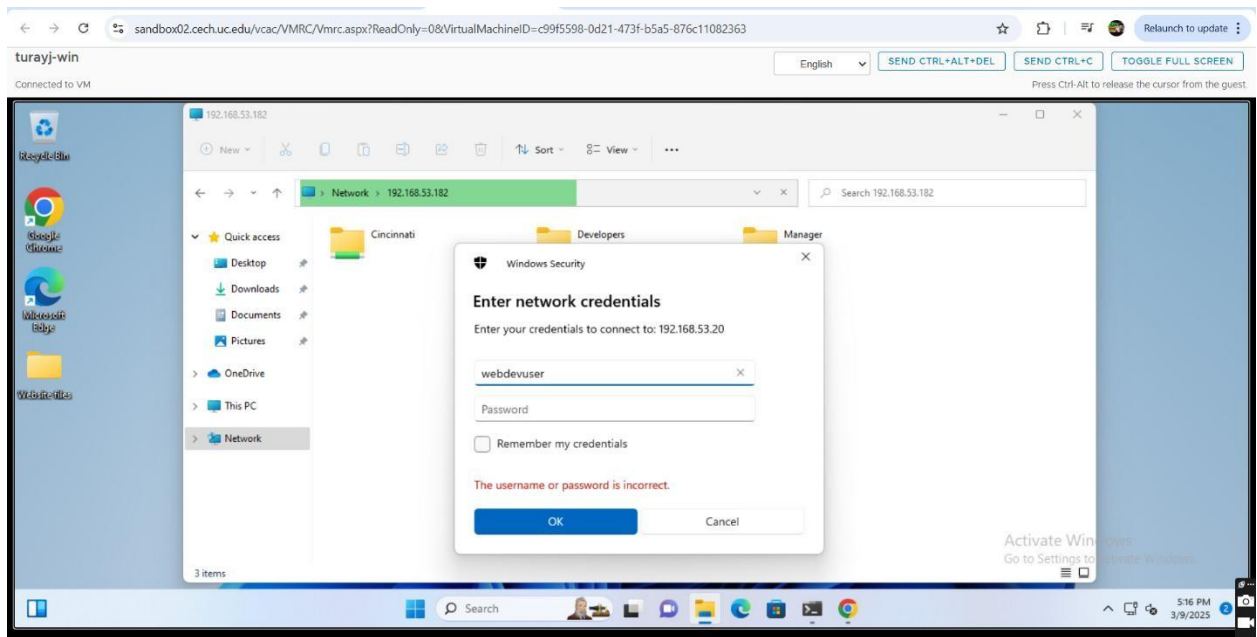 sandbox02.cech.uc.edu/vcac/VMRC/Vmrc.aspx?ReadOnly=0&VirtualMachineID=c99f5598-0d21-473f-b5a5-876c11082363
Relaunch to update
turayj-win
English
SEND CTRL+ALT+DEL
SEND CTRL+C
TOGGLE FULL SCREEN
Connected to VM
Press Ctrl-Alt to release the cursor from the guest.
192.168.53.182
New
Sort
View
Network > 192.168.53.182
Search 192.168.53.182
Recycle Bin
Google
Chrome
Microsoft
Edge
Website-files
Quick access
Desktop
Downloads
Documents
Pictures
OneDrive
This PC
Network
Cincinnati
Developers
Manager
Windows Security
Enter network credentials
Enter your credentials to connect to: 192.168.53.20
webdevuser
Password
Remember my credentials
The username or password is incorrect.
OK
Cancel
Activate Windows
Go to Settings to activate Windows.
3 items
Search
5:16 PM
3/9/2025
2